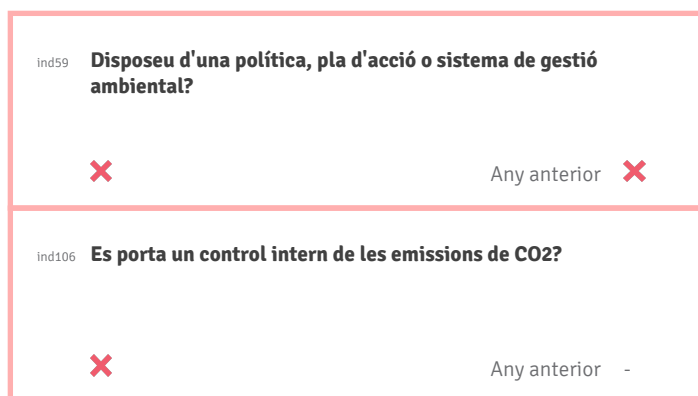 ind59 Disposeu d'una política, pla d'acció o sistema de gestió
ambiental?
Any anterior
ind106 Es porta un control intern de les emissions de CO2?
Any anterior -